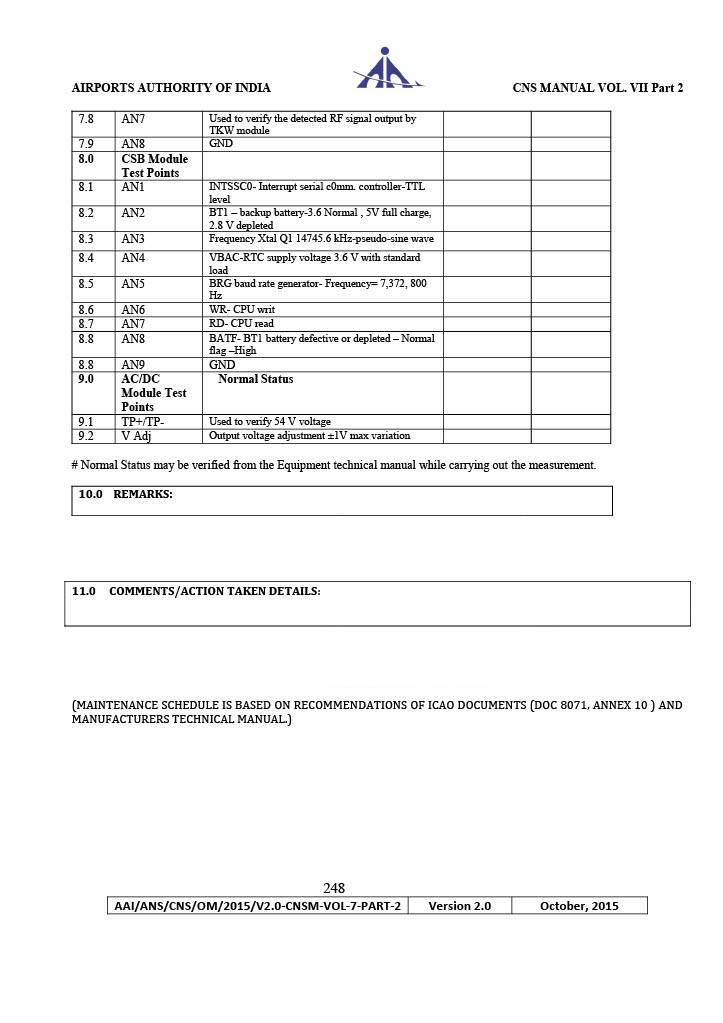 AIRPORTS AUTHORITY OF INDIA CNS MANUAL VOL. VII Part 2
7.8 AN7 Used to verify the detected RF signal output by
TKW module
7.9 AN8 GND
8.0 CSB Module
Test Points
8.1 AN1 INTSSC0- Interrupt serial c0mm. controller-TTL
level
8.2 AN2 BT1 – backup battery-3.6 Normal , 5V full charge,
2.8 V depleted
8.3 AN3 Frequency Xtal Q1 14745.6 kHz-pseudo-sine wave
8.4 AN4 VBAC-RTC supply voltage 3.6 V with standard
load
8.5 AN5 BRG baud rate generator- Frequency= 7,372, 800
Hz
8.6 AN6 WR- CPU writ
8.7 AN7 RD- CPU read
8.8 AN8 BATF- BT1 battery defective or depleted – Normal
flag –High
8.8 AN9 GND
9.0 AC/DC Normal Status
Module Test
Points
9.1 TP+/TP- Used to verify 54 V voltage
9.2 V Adj Output voltage adjustment ±1V max variation
# Normal Status may be verified from the Equipment technical manual while carrying out the measurement.
10.0 REMARKS:
11.0 COMMENTS/ACTION TAKEN DETAILS:
(MAINTENANCE SCHEDULE IS BASED ON RECOMMENDATIONS OF ICAO DOCUMENTS (DOC 8071, ANNEX 10 ) AND
MANUFACTURERS TECHNICAL MANUAL.)
248
AAI/ANS/CNS/OM/2015/V2.0-CNSM-VOL-7-PART-2 Version 2.0 October, 2015